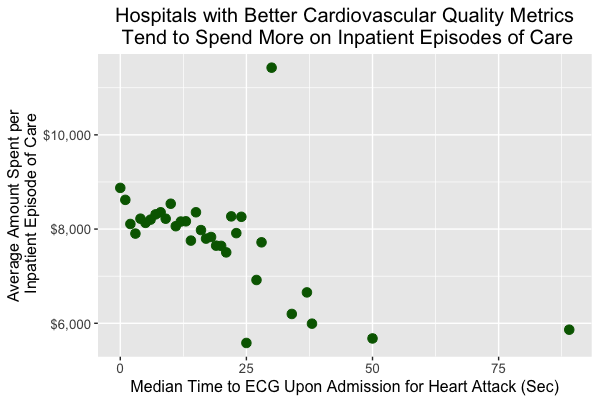 Hospitals with Better Cardiovascular Quality Metrics
Tend to Spend More on Inpatient Episodes of Care
Average Amount Spent per
Inpatient Episode of Care
$10,000
$8,000
$6,000
0
25
50
75
Median Time to ECG Upon Admission for Heart Attack (Sec)